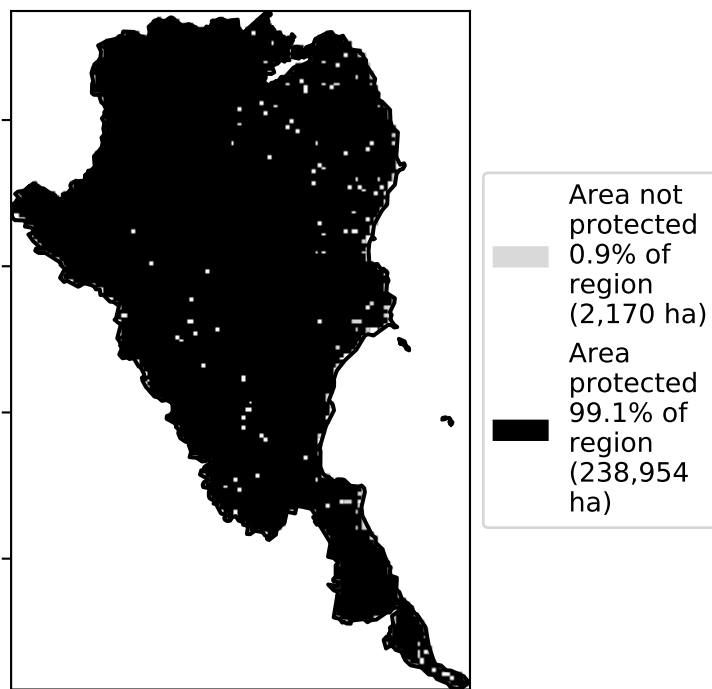 Area not
protected
0.9% of
region
(2,170 ha)
Area
protected
99.1% of
region
(238,954
ha)